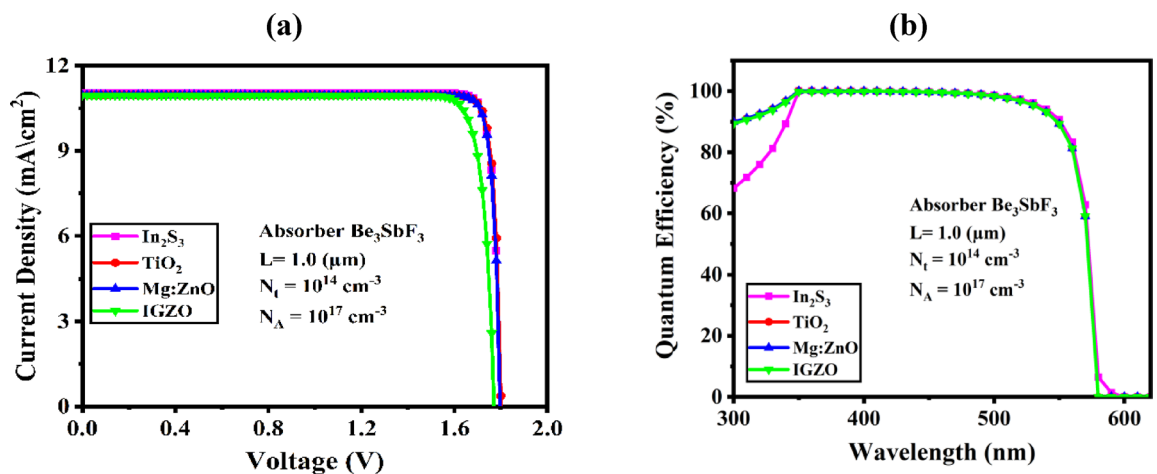 (a)
Current Density (mA\cm²)
12
9
6
3
0
0.0 0.4 0.8 1.2 1.6 2.0
Voltage (V)
In₂S₃
TiO₂
Mg:ZnO
IGZO
Absorber Be₃SbF₃
L= 1.0 (µm)
Nₜ = 10¹⁴ cm⁻³
N_A = 10¹⁷ cm⁻³
(b)
Quantum Efficiency (%)
100
80
60
40
20
0
300 400 500 600
Wavelength (nm)
Absorber Be₃SbF₃
L= 1.0 (µm)
Nₜ = 10¹⁴ cm⁻³
N_A = 10¹⁷ cm⁻³
In₂S₃
TiO₂
Mg:ZnO
IGZO